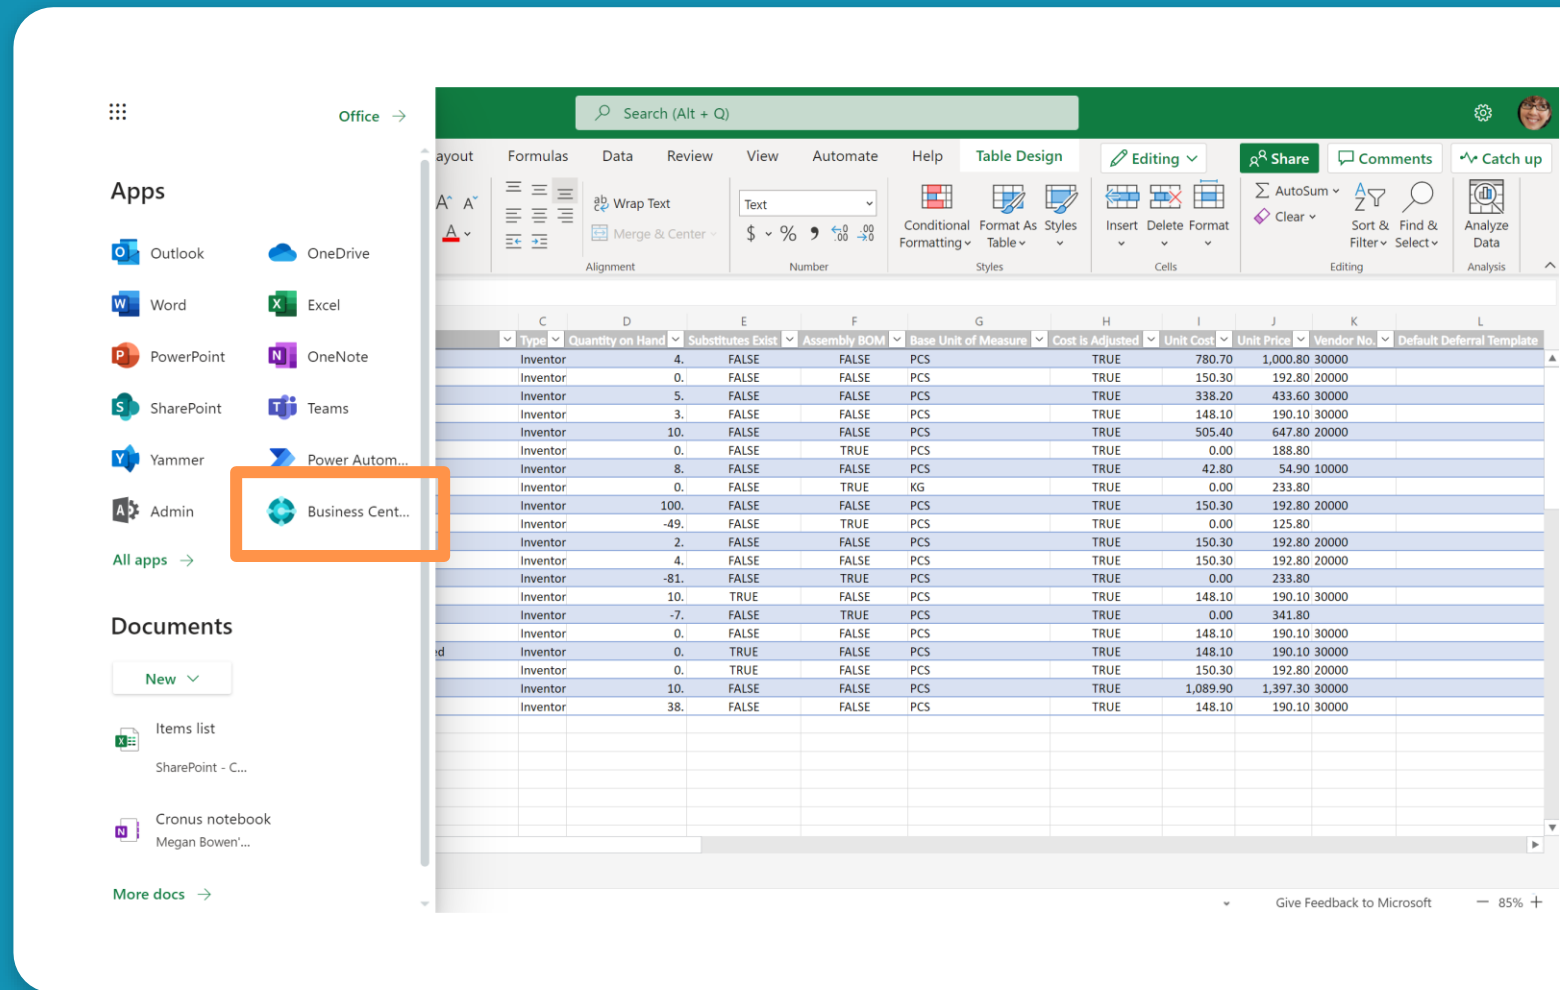 Office →
Apps
Outlook OneDrive
Word Excel
PowerPoint OneNote
SharePoint Teams
Yammer Power Autom...
Admin Business Cent...
All apps →
Documents
New
Items list
SharePoint - C...
Cronus notebook
Megan Bowen'...
More docs →
Search (Alt + Q)
ayout Formulas Data Review View Automate Help Table Design Editing Share Comments Catch up
Wrap Text
Merge & Center
Alignment
Text
$ % 9 .00 .00
Number
Conditional Formatting Format As Table Styles
Styles
Insert Delete Format
Cells
AutoSum
Clear
Sort & Filter Find & Select
Editing
Analyze Data
Analysis
C D E F G H I J K L
Type Quantity on Hand Substitutes Exist Assembly BOM Base Unit of Measure Cost is Adjusted Unit Cost Unit Price Vendor No. Default Deferral Template
Inventor 4. FALSE FALSE PCS TRUE 780.70 1,000.80 30000
Inventor 0. FALSE FALSE PCS TRUE 150.30 192.80 20000
Inventor 5. FALSE FALSE PCS TRUE 338.20 433.60 30000
Inventor 3. FALSE FALSE PCS TRUE 148.10 190.10 30000
Inventor 10. FALSE FALSE PCS TRUE 505.40 647.80 20000
Inventor 0. FALSE TRUE PCS TRUE 0.00 188.80
Inventor 8. FALSE FALSE PCS TRUE 42.80 54.90 10000
Inventor 0. FALSE TRUE KG TRUE 0.00 233.80
Inventor 100. FALSE FALSE PCS TRUE 150.30 192.80 20000
Inventor -49. FALSE TRUE PCS TRUE 0.00 125.80
Inventor 2. FALSE FALSE PCS TRUE 150.30 192.80 20000
Inventor 4. FALSE FALSE PCS TRUE 150.30 192.80 20000
Inventor -81. FALSE TRUE PCS TRUE 0.00 233.80
Inventor 10. TRUE FALSE PCS TRUE 148.10 190.10 30000
Inventor -7. FALSE TRUE PCS TRUE 0.00 341.80
Inventor 0. FALSE FALSE PCS TRUE 148.10 190.10 30000
ed Inventor 0. TRUE FALSE PCS TRUE 148.10 190.10 30000
Inventor 0. TRUE FALSE PCS TRUE 150.30 192.80 20000
Inventor 10. FALSE FALSE PCS TRUE 1,089.90 1,397.30 30000
Inventor 38. FALSE FALSE PCS TRUE 148.10 190.10 30000
Give Feedback to Microsoft — 85% +